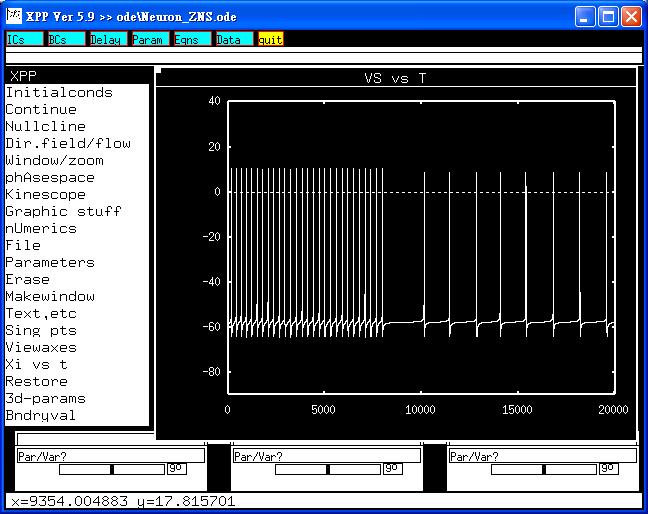 XPP Ver 5.9 >> ode\Neuron_ZNS.ode
ICs BCs Delay Param Eqns Data quit
XPP
VS vs T
Initialconds
Continue
Nullcline
Dir.field/flow
Window/zoom
phAsespace
Kinescope
Graphic stuff
nUmerics
File
Parameters
Erase
Makewindow
Text,etc
Sing pts
Viewaxes
Xi vs t
Restore
3d-params
Bndryval
40
20
0
-20
-40
-60
-80
0 5000 10000 15000 20000
Par/Var? Par/Var? Par/Var?
go go go
x=9354.004883 y=17.815701